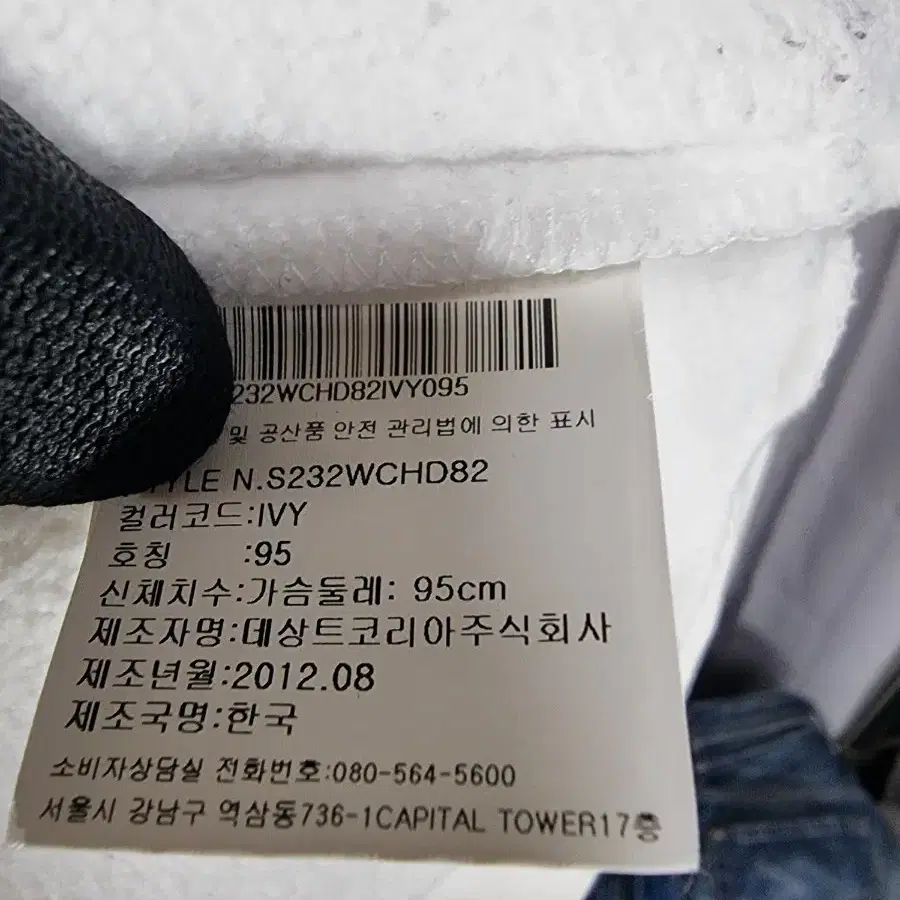 232WCHD82IVY095
및 공산품 안전 관리법에 의한 표시
STYLE N.S232WCHD82
컬러코드:IVY
호칭 :95
신체치수:가슴둘레: 95cm
제조자명:데상트코리아주식회사
제조년월:2012.08
제조국명:한국
소비자상담실 전화번호:080-564-5600
서울시 강남구 역삼동736-1CAPITAL TOWER17층